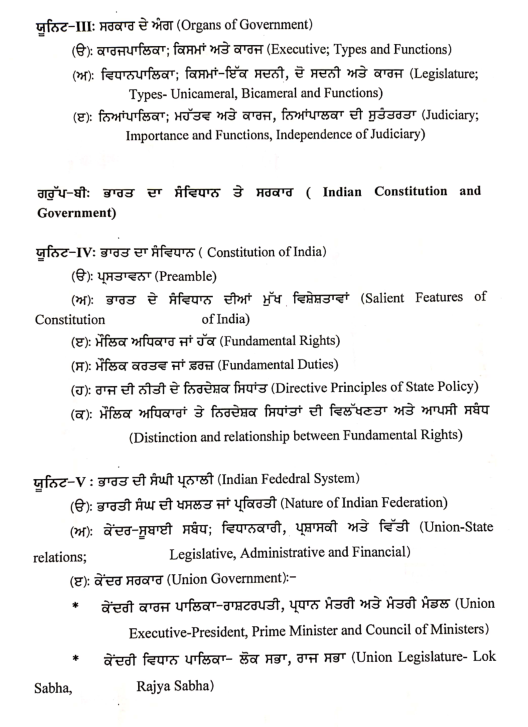 ਯੂਨਿਟ-III: ਸਰਕਾਰ ਦੇ ਅੰਗ (Organs of Government)
(ੳ): ਕਾਰਜਪਾਲਿਕਾ; ਕਿਸਮਾਂ ਅਤੇ ਕਾਰਜ (Executive; Types and Functions)
(ਅ): ਵਿਧਾਨਪਾਲਿਕਾ; ਕਿਸਮਾਂ-ਇੱਕ ਸਦਨੀ, ਦੋ ਸਦਨੀ ਅਤੇ ਕਾਰਜ (Legislature;
Types- Unicameral, Bicameral and Functions)
(ੲ): ਨਿਆਂਪਾਲਿਕਾ; ਮਹੱਤਵ ਅਤੇ ਕਾਰਜ, ਨਿਆਂਪਾਲਕਾ ਦੀ ਸੁਤੰਤਰਤਾ (Judiciary;
Importance and Functions, Independence of Judiciary)
ਗਰੁੱਪ-ਬੀ: ਭਾਰਤ ਦਾ ਸੰਵਿਧਾਨ ਤੇ ਸਰਕਾਰ ( Indian Constitution and
Government)
ਯੂਨਿਟ-IV: ਭਾਰਤ ਦਾ ਸੰਵਿਧਾਨ ( Constitution of India)
(ੳ): ਪ੍ਰਸਤਾਵਨਾ (Preamble)
(ਅ): ਭਾਰਤ ਦੇ ਸੰਵਿਧਾਨ ਦੀਆਂ ਮੁੱਖ ਵਿਸ਼ੇਸ਼ਤਾਵਾਂ (Salient Features of
Constitution of India)
(ੲ): ਮੌਲਿਕ ਅਧਿਕਾਰ ਜਾਂ ਹੱਕ (Fundamental Rights)
(ਸ): ਮੌਲਿਕ ਕਰਤਵ ਜਾਂ ਫ਼ਰਜ਼ (Fundamental Duties)
(ਹ): ਰਾਜ ਦੀ ਨੀਤੀ ਦੇ ਨਿਰਦੇਸ਼ਕ ਸਿਧਾਂਤ (Directive Principles of State Policy)
(ਕ): ਮੌਲਿਕ ਅਧਿਕਾਰਾਂ ਤੇ ਨਿਰਦੇਸ਼ਕ ਸਿਧਾਂਤਾਂ ਦੀ ਵਿਲੱਖਣਤਾ ਅਤੇ ਆਪਸੀ ਸਬੰਧ
(Distinction and relationship between Fundamental Rights)
ਯੂਨਿਟ-V : ਭਾਰਤ ਦੀ ਸੰਘੀ ਪ੍ਰਨਾਲੀ (Indian Fededral System)
(ੳ): ਭਾਰਤੀ ਸੰਘ ਦੀ ਖਸਲਤ ਜਾਂ ਪ੍ਰਕਿਰਤੀ (Nature of Indian Federation)
(ਅ): ਕੇਂਦਰ-ਸੂਬਾਈ ਸਬੰਧ; ਵਿਧਾਨਕਾਰੀ, ਪ੍ਰਸ਼ਾਸਕੀ ਅਤੇ ਵਿੱਤੀ (Union-State
relations; Legislative, Administrative and Financial)
(ੲ): ਕੇਂਦਰ ਸਰਕਾਰ (Union Government):-
* ਕੇਂਦਰੀ ਕਾਰਜ ਪਾਲਿਕਾ-ਰਾਸ਼ਟਰਪਤੀ, ਪ੍ਰਧਾਨ ਮੰਤਰੀ ਅਤੇ ਮੰਤਰੀ ਮੰਡਲ (Union
Executive-President, Prime Minister and Council of Ministers)
* ਕੇਂਦਰੀ ਵਿਧਾਨ ਪਾਲਿਕਾ- ਲੋਕ ਸਭਾ, ਰਾਜ ਸਭਾ (Union Legislature- Lok
Sabha, Rajya Sabha)